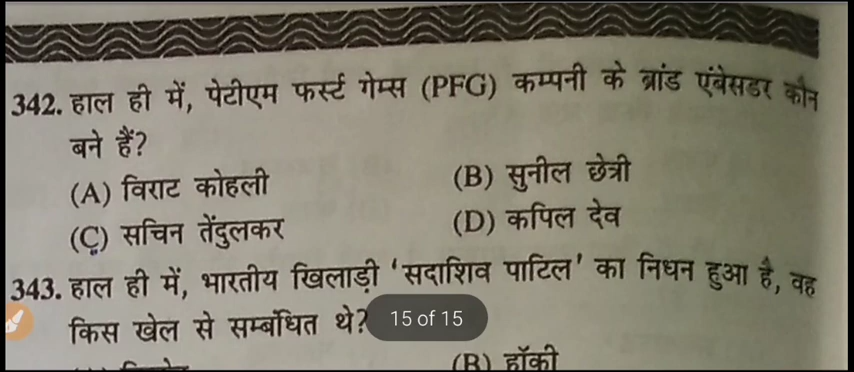 342. हाल ही में, पेटीएम फर्स्ट गेम्स (PFG) कम्पनी के ब्रांड एंबेसडर कौन
बने हैं?
(A) विराट कोहली (B) सुनील छेत्री
(C) सचिन तेंदुलकर (D) कपिल देव
343. हाल ही में, भारतीय खिलाड़ी ‘सदाशिव पाटिल’ का निधन हुआ है, वह
किस खेल से सम्बंधित थे?
15 of 15
(B) हॉकी